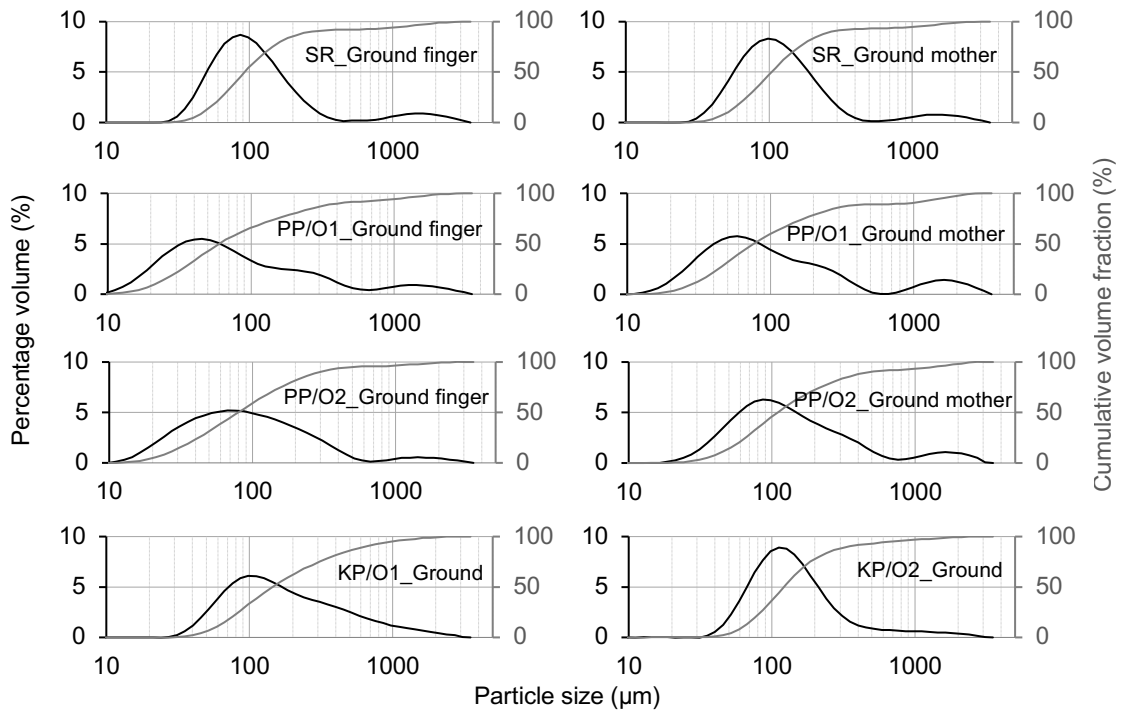 10 100 10 100
5 SR_Ground finger 50 5 SR_Ground mother 50
0 0 0 0
10 100 1000 10 100 1000
10 100 10 100
5 PP/O1_Ground finger 50 5 PP/O1_Ground mother 50
0 0 0 0
10 100 1000 10 100 1000
10 100 10 100
5 PP/O2_Ground finger 50 5 PP/O2_Ground mother 50
0 0 0 0
10 100 1000 10 100 1000
10 100 10 100
5 KP/O1_Ground 50 5 KP/O2_Ground 50
0 0 0 0
10 100 1000 10 100 1000
Particle size (μm)
Percentage volume (%)
Cumulative volume fraction (%)